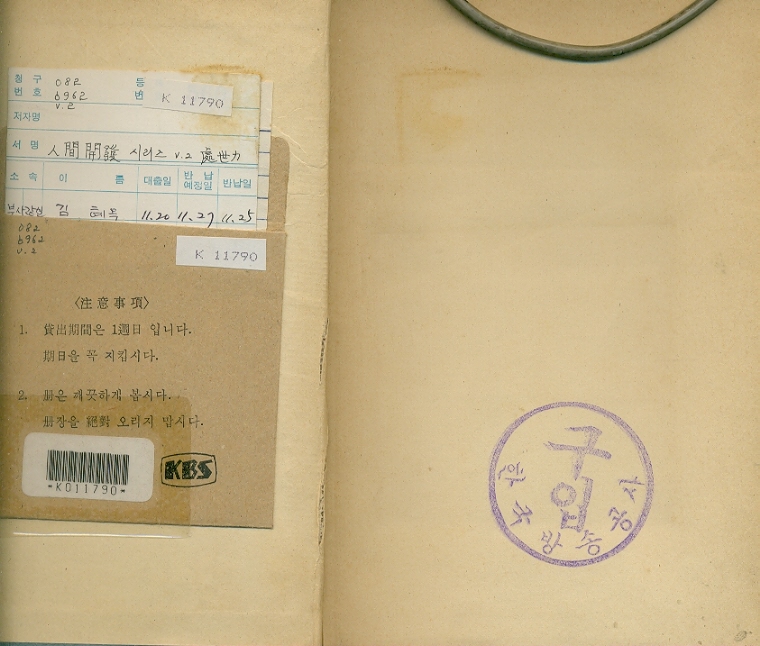 청구 082 등
번호 b962 번 K 11790
v.2
저자명
서명 人間開發 시리즈 v.2 處世力
소속 이름 대출일 반납예정일 반납일
김 혜옥 11.20 11.27 11.25
082
b962
v.2
K 11790
〈注意事項〉
1. 貸出期間은 1週日 입니다.
期日을 꼭 지킵시다.
2. 冊은 깨끗하게 봅시다.
冊장을 絕對 오리지 맙시다.
*K011790*
KBS
구입
한국방송공사